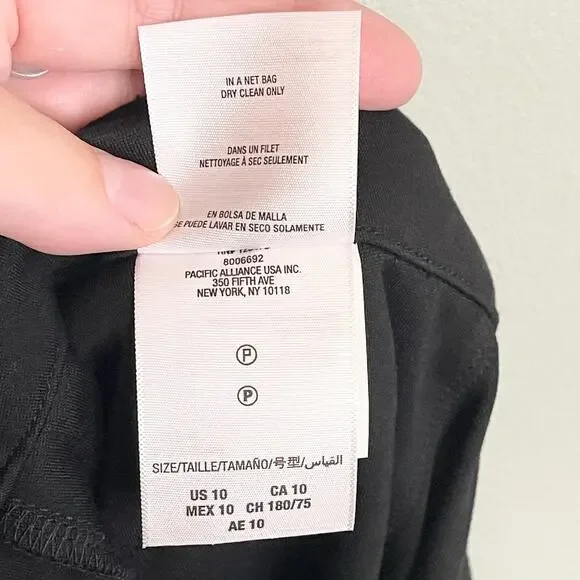 IN A NET BAG
DRY CLEAN ONLY
DANS UN FILET
NETTOYAGE À SEC SEULEMENT
EN BOLSA DE MALLA
SE PUEDE LAVAR EN SECO SOLAMENTE
8006692
PACIFIC ALLIANCE USA INC.
350 FIFTH AVE
NEW YORK, NY 10118
P
P
SIZE/TAILLE/TAMAÑO/号型/القياس
US 10 CA 10
MEX 10 CH 180/75
AE 10